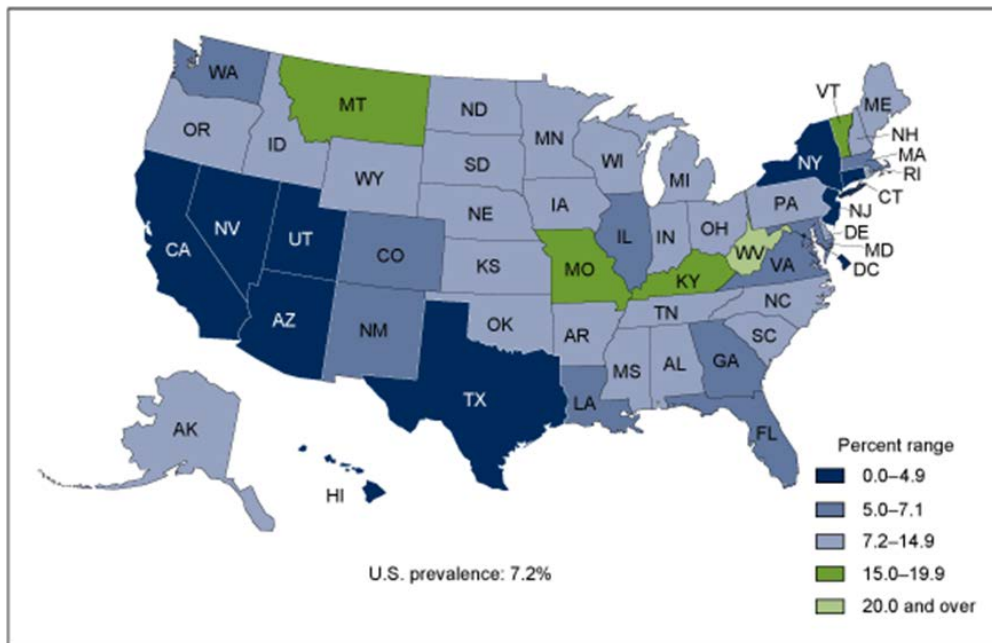 WA
MT
ND
VT
ME
OR
ID
MN
NH
SD
WI
NY
MA
WY
MI
RI
CT
IA
PA
NE
NJ
NV
OH
DE
UT
IL
IN
MD
CA
CO
WV
DC
KS
MO
VA
KY
NC
AZ
TN
NM
OK
AR
SC
MS
AL
GA
TX
LA
AK
FL
HI
Percent range
0.0–4.9
5.0–7.1
7.2–14.9
15.0–19.9
20.0 and over
U.S. prevalence: 7.2%